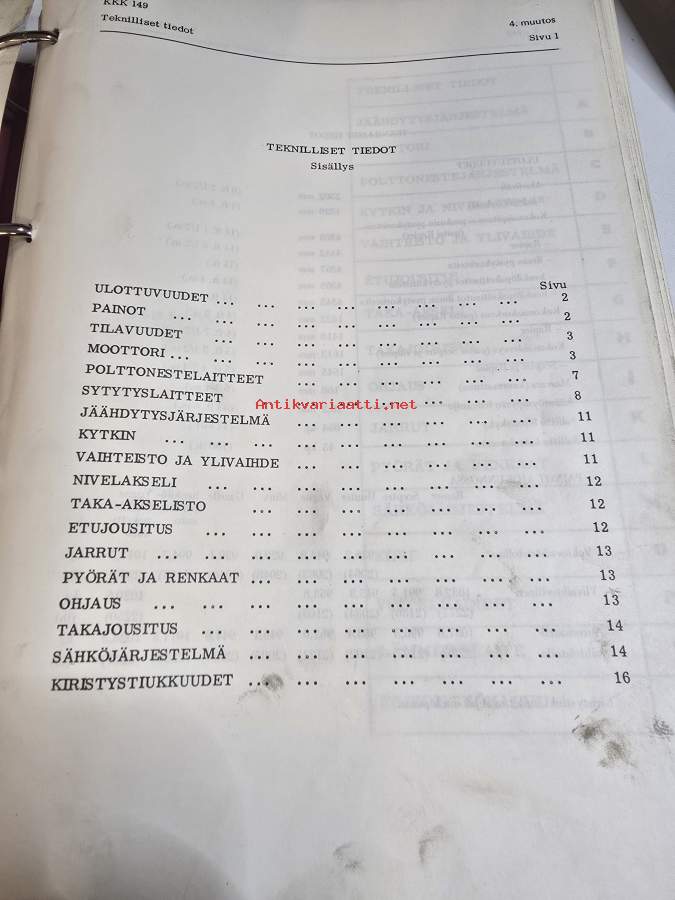 KKK 149
Teknilliset tiedot
4. muutos
Sivu 1
TEKNILLISET TIEDOT
Sisällys
Sivu
ULOTTUVUUDET ... ... ... ... ... ... ... ... 2
PAINOT ... ... ... ... ... ... ... ... ... 2
TILAVUUDET ... ... ... ... ... ... ... ... 3
MOOTTORI ... ... ... ... ... ... ... ... ... 3
POLTTONESTELAITTEET ... ... ... ... ... ... 7
SYTYTYSLAITTEET ... ... ... ... ... ... ... 8
Antikvariaatti.net
JÄÄHDYTYSJÄRJESTELMÄ ... ... ... ... ... ... 11
KYTKIN ... ... ... ... ... ... ... ... ... 11
VAIHTEISTO JA YLIVAIHDE ... ... ... ... ... ... 11
NIVELAKSELI ... ... ... ... ... ... ... ... 12
TAKA-AKSELISTO ... ... ... ... ... ... ... 12
ETUJOUSITUS ... ... ... ... ... ... ... ... 12
JARRUT ... ... ... ... ... ... ... ... ... 13
PYÖRÄT JA RENKAAT ... ... ... ... ... ... ... 13
OHJAUS ... ... ... ... ... ... ... ... ... 13
TAKAJOUSITUS ... ... ... ... ... ... ... ... 14
SÄHKÖJÄRJESTELMÄ ... ... ... ... ... ... ... 14
KIRISTYSTIUKKUUDET ... ... ... ... ... ... ... 16